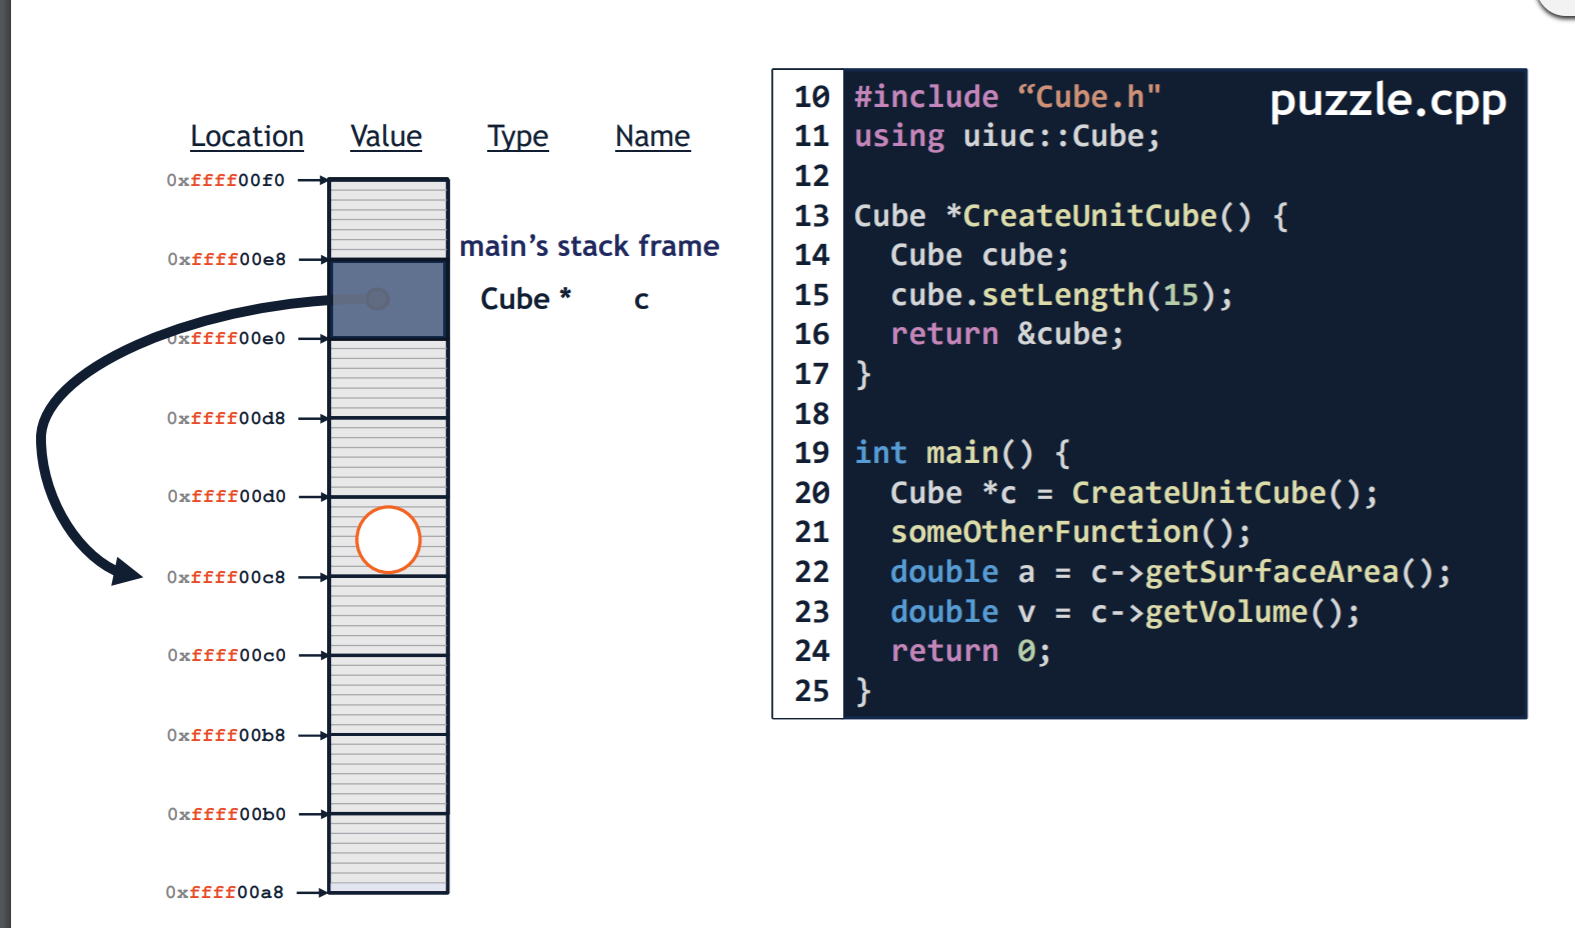 Location Value Type Name
0xffff00f0
main’s stack frame
0xffff00e8
Cube * c
0xffff00e0
0xffff00d8
0xffff00d0
0xffff00c8
0xffff00c0
0xffff00b8
0xffff00b0
0xffff00a8
puzzle.cpp
10 #include “Cube.h"
11 using uiuc::Cube;
12
13 Cube *CreateUnitCube() {
14   Cube cube;
15   cube.setLength(15);
16   return &cube;
17 }
18
19 int main() {
20   Cube *c = CreateUnitCube();
21   someOtherFunction();
22   double a = c->getSurfaceArea();
23   double v = c->getVolume();
24   return 0;
25 }